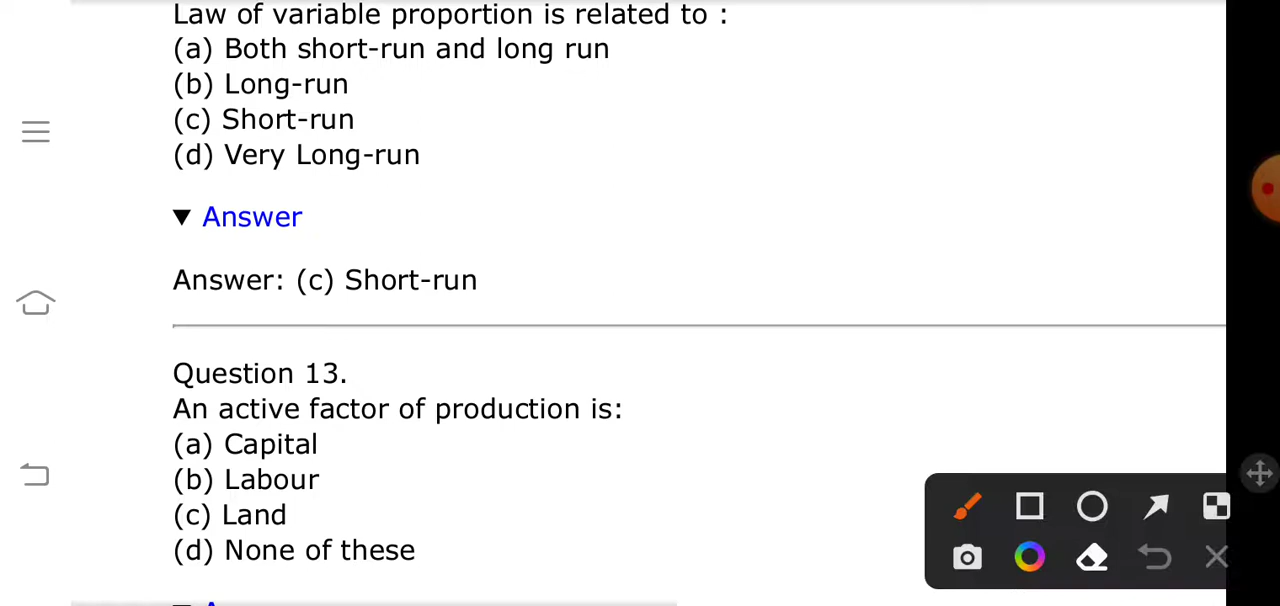 Law of variable proportion is related to :
(a) Both short-run and long run
(b) Long-run
(c) Short-run
(d) Very Long-run
Answer
Answer: (c) Short-run
Question 13.
An active factor of production is:
(a) Capital
(b) Labour
(c) Land
(d) None of these